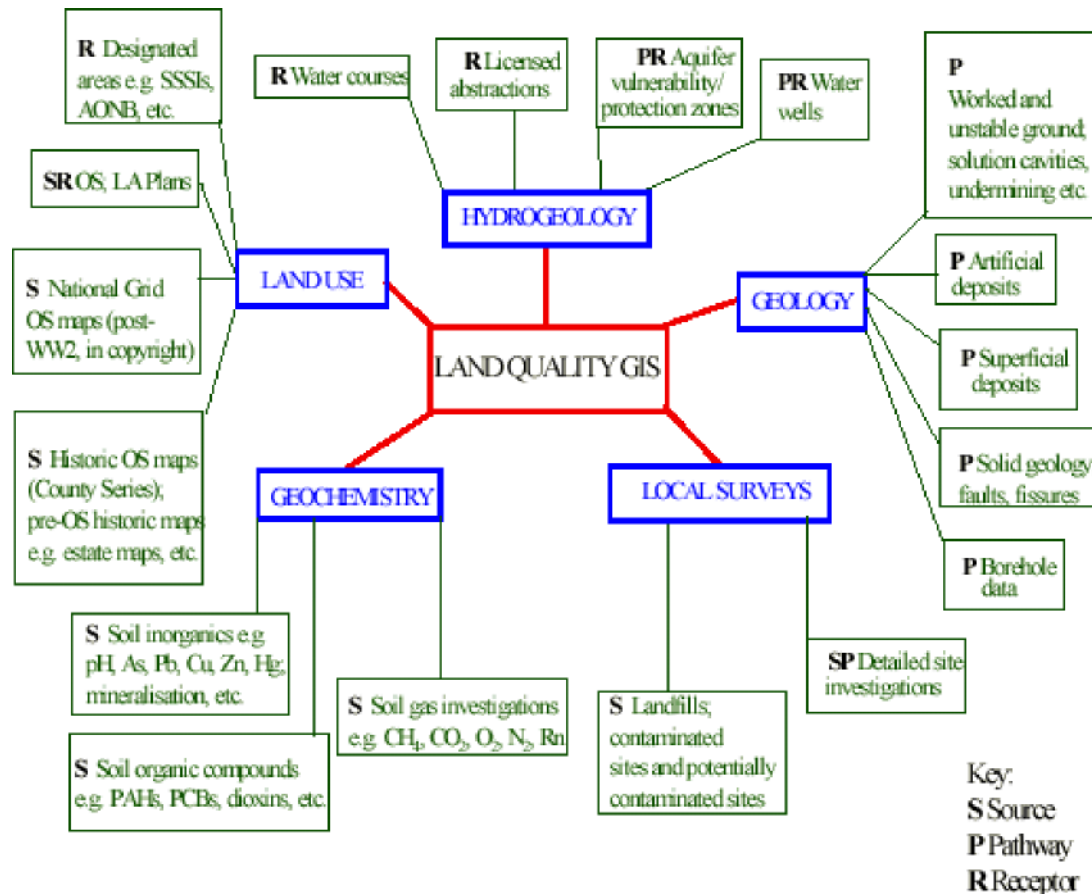 R Designated
areas e.g. SSSIs,
AONB, etc.
R Water courses
R Licensed
abstractions
PR Aquifer
vulnerability/
protection zones
PR Water
wells
P
Worked and
unstable ground;
solution cavities,
undermining etc.
SR OS; LA Plans
HYDROGEOLOGY
S National Grid
OS maps (post-
WW2, in copyright)
LAND USE
GEOLOGY
P Artificial
deposits
LAND QUALITY GIS
P Superficial
deposits
S Historic OS maps
(County Series);
pre-OS historic maps
e.g. estate maps, etc.
GEOCHEMISTRY
LOCAL SURVEYS
P Solid geology
faults, fissures
P Borehole
data
S Soil inorganics e.g
pH, As, Pb, Cu, Zn, Hg;
mineralisation, etc.
S Soil gas investigations
e.g. CH₄, CO₂, O₂, N₂, Rn
S Landfills;
contaminated
sites and potentially
contaminated sites
SP Detailed site
investigations
S Soil organic compounds
e.g. PAHs, PCBs, dioxins, etc.
Key:
S Source
P Pathway
R Receptor